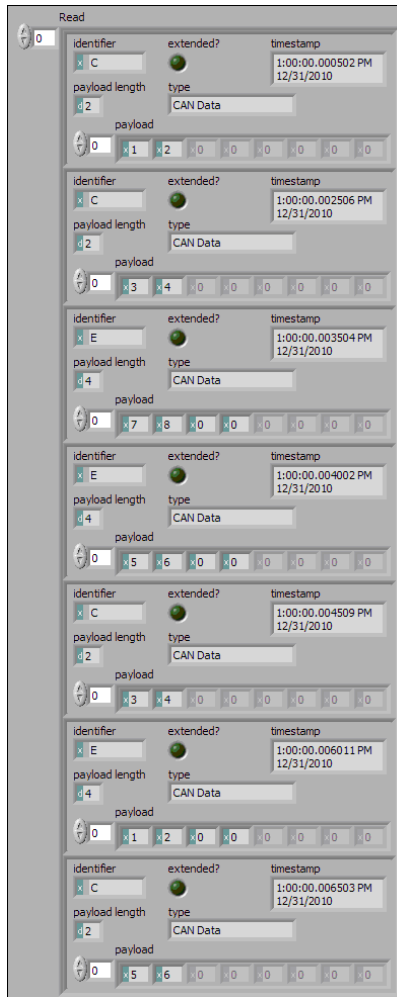 Read
0
identifier extended? timestamp
x C 1:00:00.000502 PM
12/31/2010
payload length type
d 2 CAN Data
payload
0 x 1 x 2 x 0 x 0 x 0 x 0 x 0 x 0
identifier extended? timestamp
x C 1:00:00.002506 PM
12/31/2010
payload length type
d 2 CAN Data
payload
0 x 3 x 4 x 0 x 0 x 0 x 0 x 0 x 0
identifier extended? timestamp
x E 1:00:00.003504 PM
12/31/2010
payload length type
d 4 CAN Data
payload
0 x 7 x 8 x 0 x 0 x 0 x 0 x 0 x 0
identifier extended? timestamp
x E 1:00:00.004002 PM
12/31/2010
payload length type
d 4 CAN Data
payload
0 x 5 x 6 x 0 x 0 x 0 x 0 x 0 x 0
identifier extended? timestamp
x C 1:00:00.004509 PM
12/31/2010
payload length type
d 2 CAN Data
payload
0 x 3 x 4 x 0 x 0 x 0 x 0 x 0 x 0
identifier extended? timestamp
x E 1:00:00.006011 PM
12/31/2010
payload length type
d 4 CAN Data
payload
0 x 1 x 2 x 0 x 0 x 0 x 0 x 0 x 0
identifier extended? timestamp
x C 1:00:00.006503 PM
12/31/2010
payload length type
d 2 CAN Data
payload
0 x 5 x 6 x 0 x 0 x 0 x 0 x 0 x 0